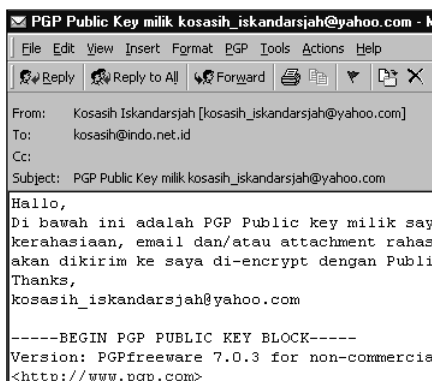 PGP Public Key milik kosasih_iskandarsjah@yahoo.com - M
File Edit View Insert Format PGP Tools Actions Help
Reply Reply to All Forward
From: Kosasih Iskandarsjah [kosasih_iskandarsjah@yahoo.com]
To: kosasih@indo.net.id
Cc:
Subject: PGP Public Key milik kosasih_iskandarsjah@yahoo.com
Hallo,
Di bawah ini adalah PGP Public key milik say
kerahasiaan, email dan/atau attachment rahas
akan dikirim ke saya di-encrypt dengan Publi
Thanks,
kosasih_iskandarsjah@yahoo.com
-----BEGIN PGP PUBLIC KEY BLOCK-----
Version: PGPfreeware 7.0.3 for non-commercia
<http://www.pgp.com>